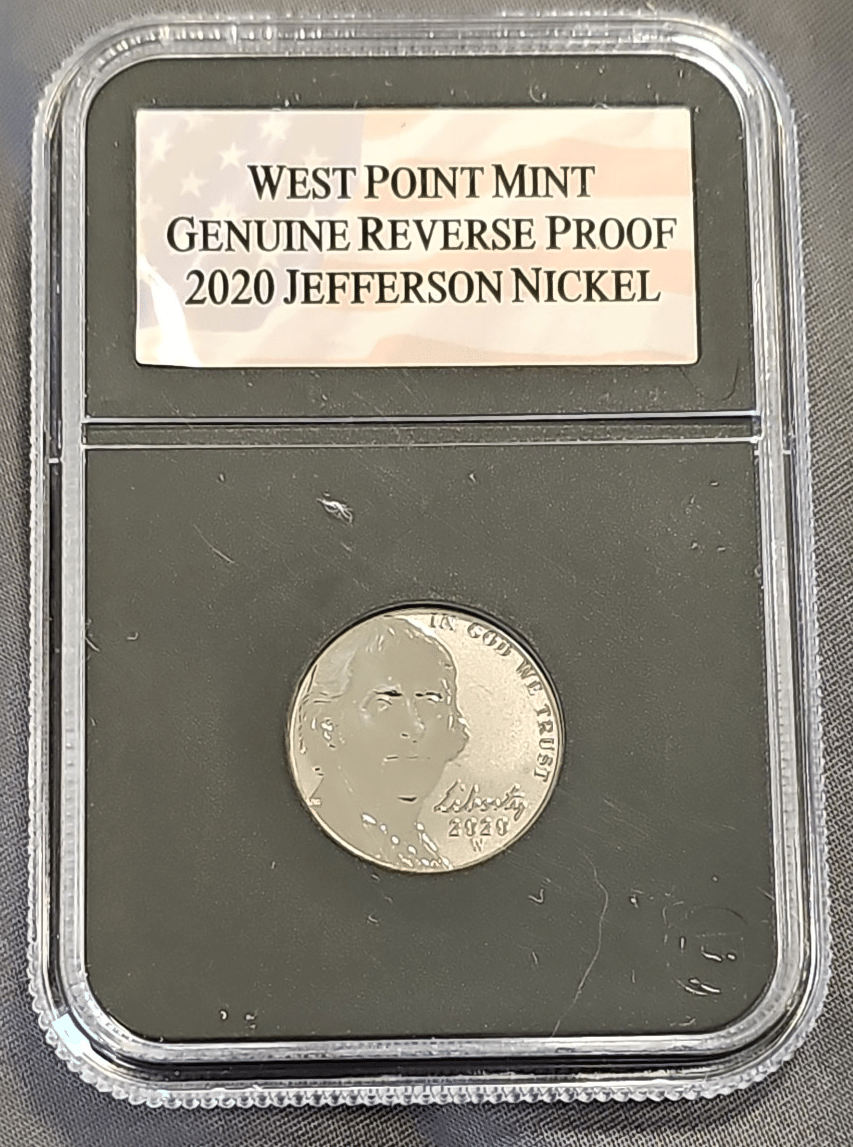 WEST POINT MINT
GENUINE REVERSE PROOF
2020 JEFFERSON NICKEL
IN GOD WE TRUST
Liberty
2020
W